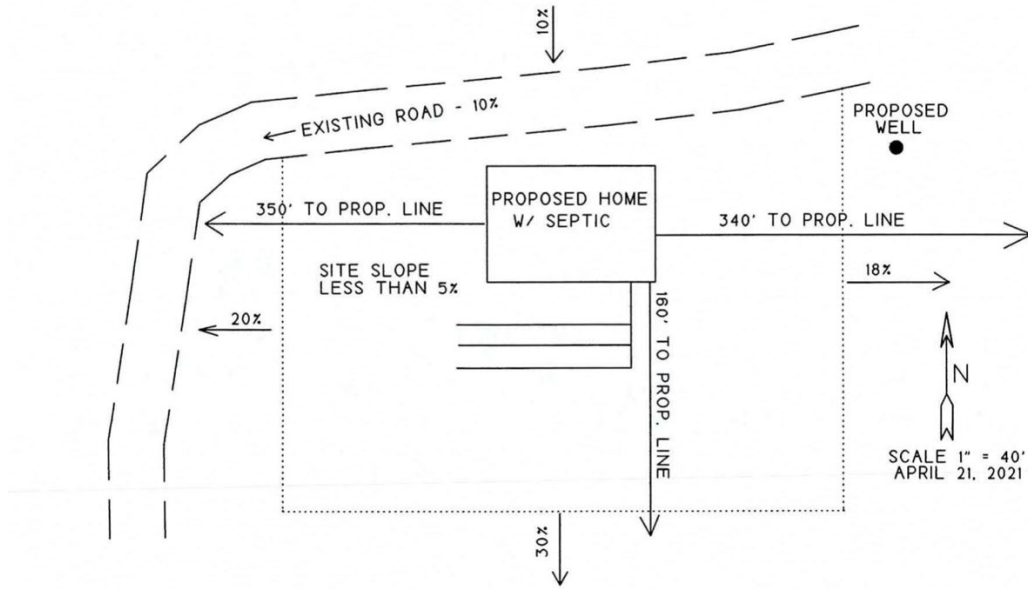 10%
EXISTING ROAD - 10%
PROPOSED
WELL
PROPOSED HOME
W/ SEPTIC
350' TO PROP. LINE
340' TO PROP. LINE
SITE SLOPE
LESS THAN 5%
18%
20%
160' TO PROP. LINE
N
SCALE 1" = 40'
APRIL 21, 2021
30%